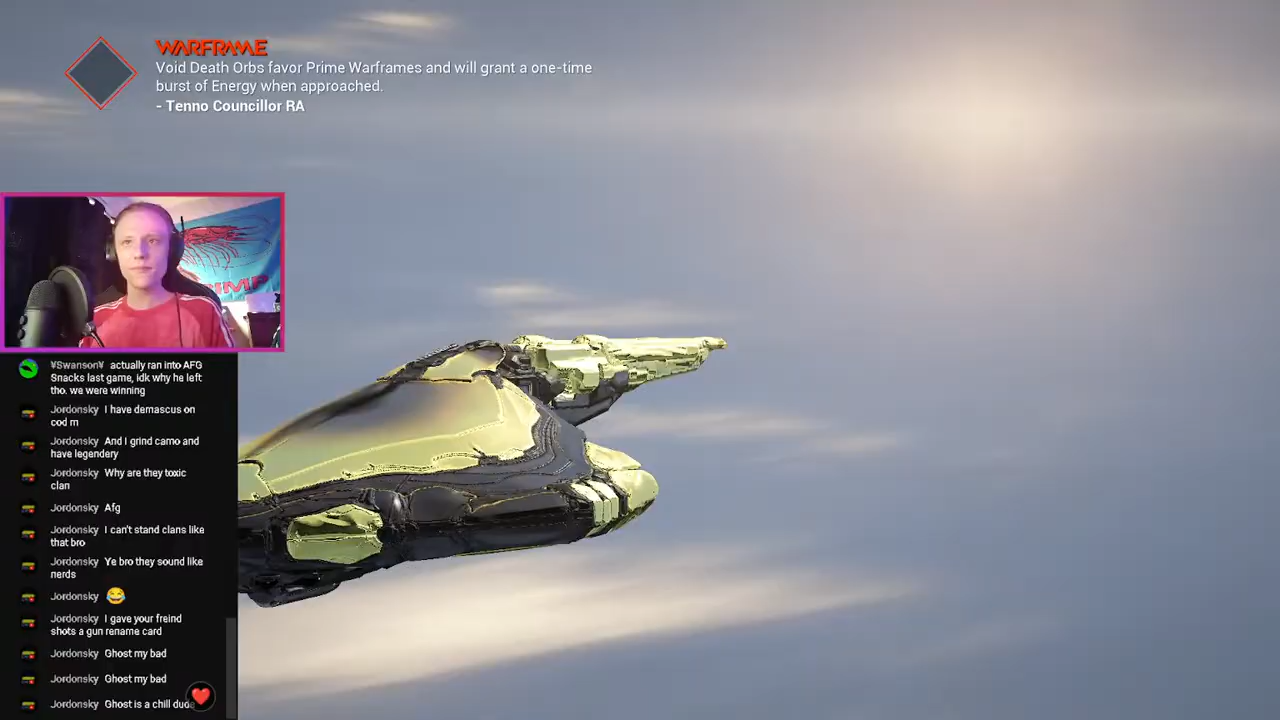 WARFRAME
Void Death Orbs favor Prime Warframes and will grant a one-time
burst of Energy when approached.
- Tenno Councillor RA
¥Swanson¥ actually ran into AFG
Snacks last game, idk why he left
tho. we were winning
Jordonsky I have demascus on
cod m
Jordonsky And I grind camo and
have legendery
Jordonsky Why are they toxic
clan
Jordonsky Afg
Jordonsky I can't stand clans like
that bro
Jordonsky Ye bro they sound like
nerds
Jordonsky 😂
Jordonsky I gave your freind
shots a gun rename card
Jordonsky Ghost my bad
Jordonsky Ghost my bad
Jordonsky Ghost is a chill dude